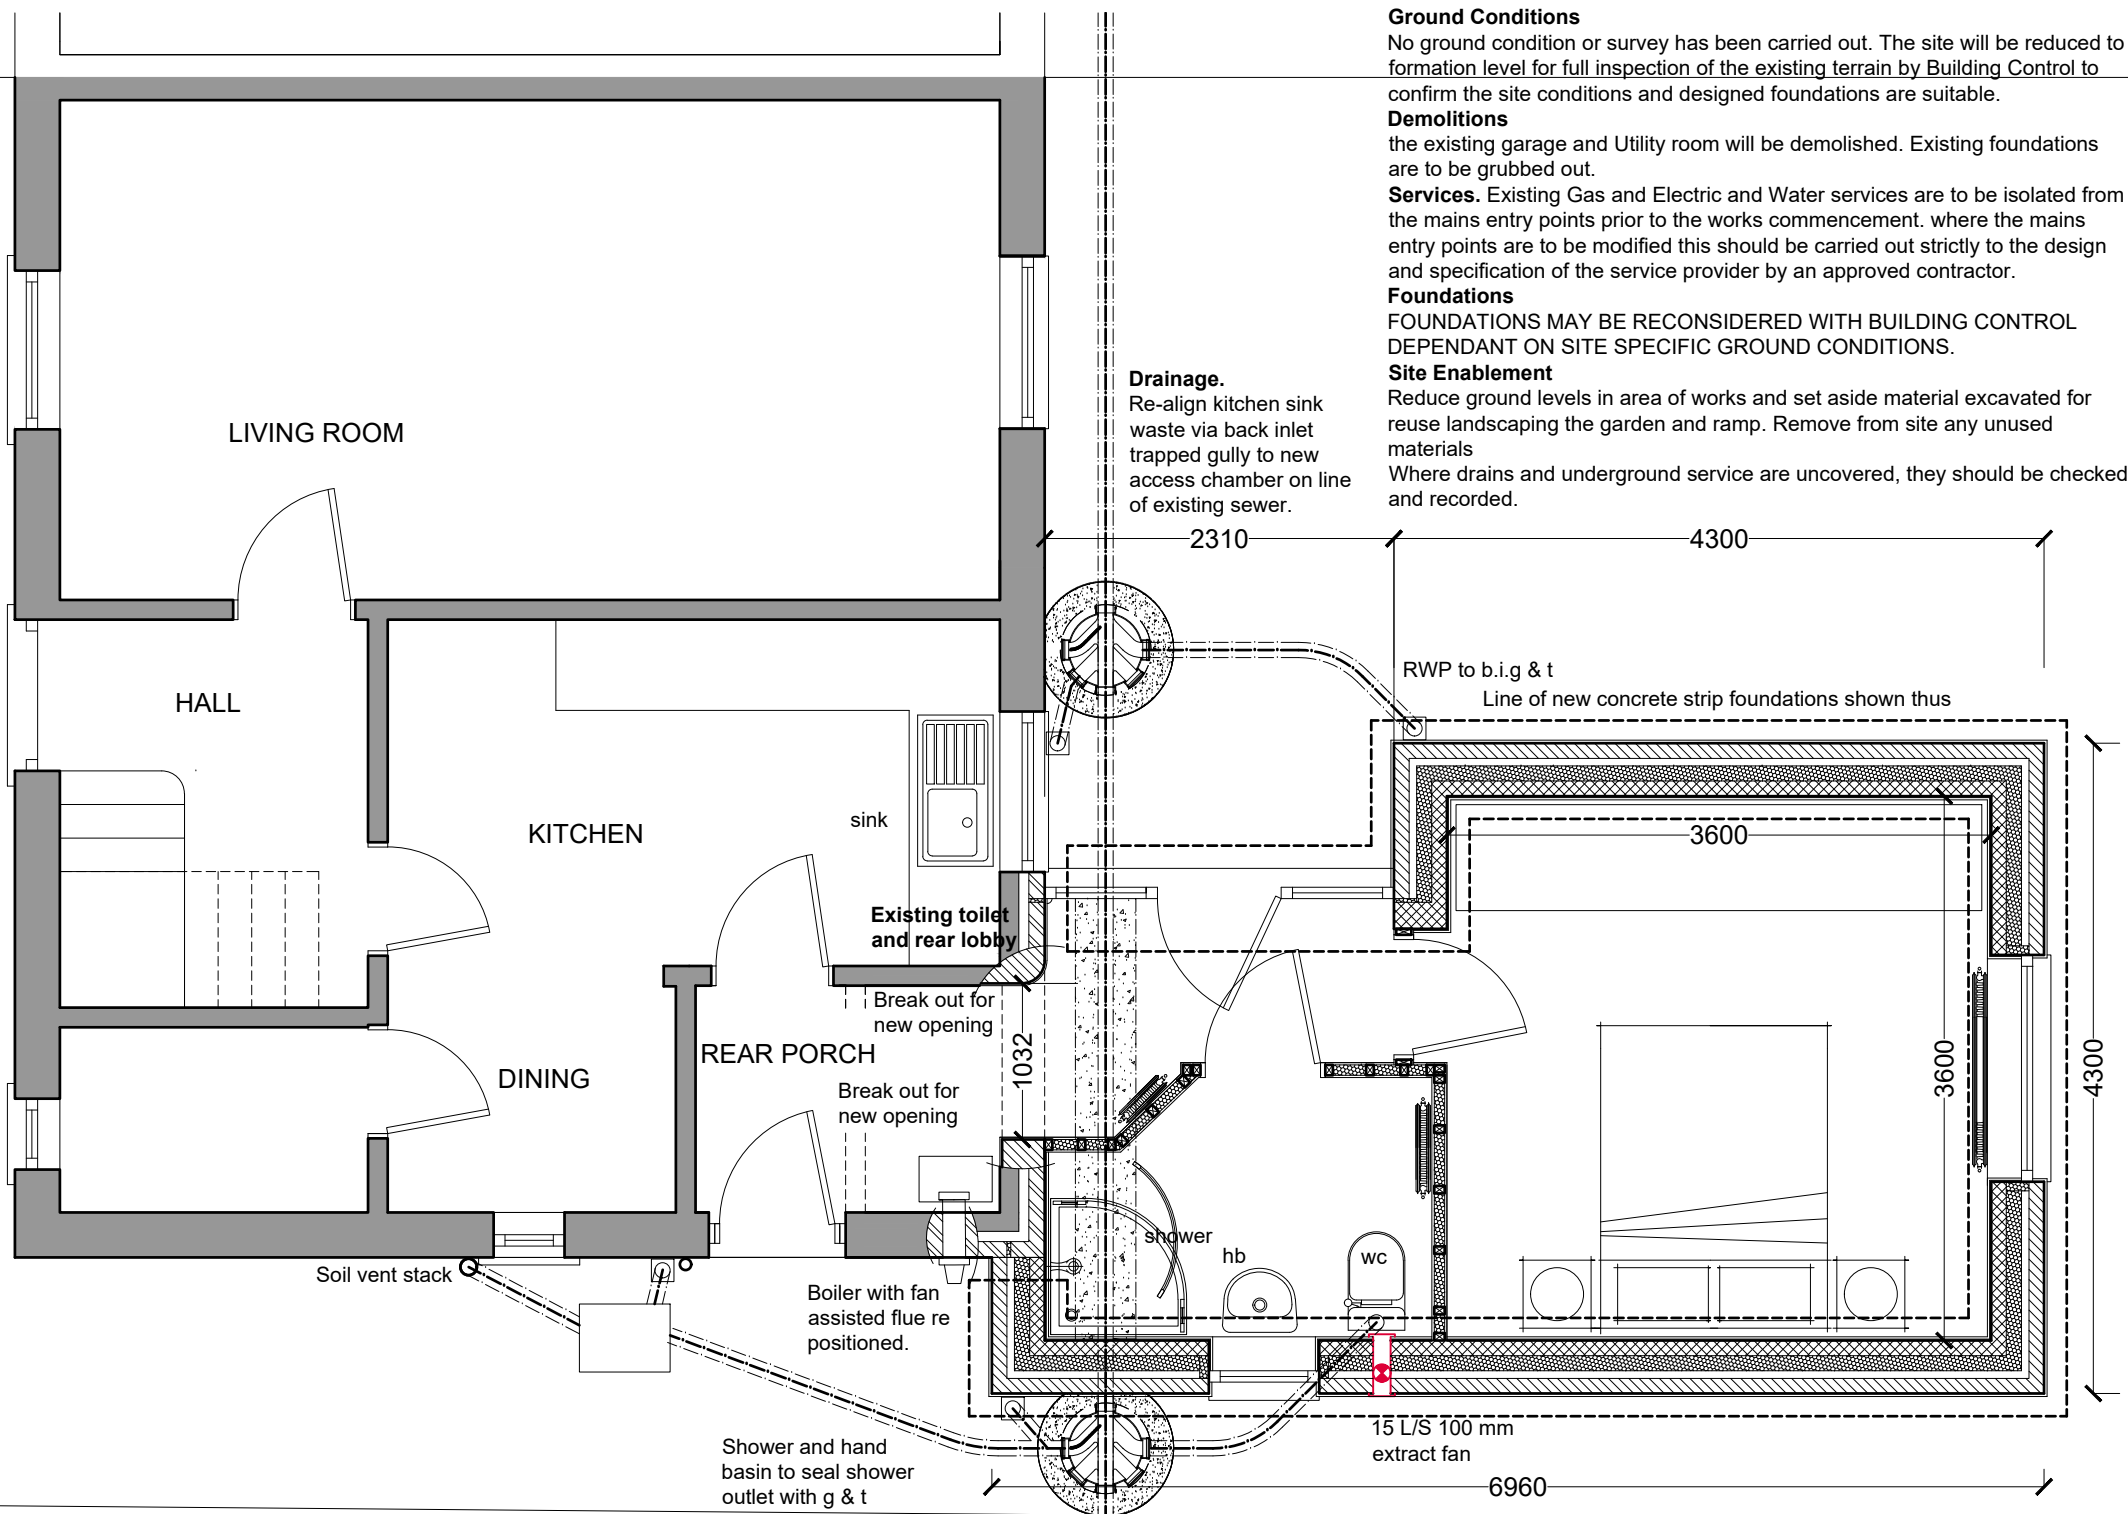 Ground Conditions
No ground condition or survey has been carried out. The site will be reduced to
formation level for full inspection of the existing terrain by Building Control to
confirm the site conditions and designed foundations are suitable.
Demolitions
the existing garage and Utility room will be demolished. Existing foundations
are to be grubbed out.
Services. Existing Gas and Electric and Water services are to be isolated from
the mains entry points prior to the works commencement. where the mains
entry points are to be modified this should be carried out strictly to the design
and specification of the service provider by an approved contractor.
Foundations
FOUNDATIONS MAY BE RECONSIDERED WITH BUILDING CONTROL
DEPENDANT ON SITE SPECIFIC GROUND CONDITIONS.
Site Enablement
Reduce ground levels in area of works and set aside material excavated for
reuse landscaping the garden and ramp. Remove from site any unused
materials
Where drains and underground service are uncovered, they should be checked
and recorded.
Drainage.
Re-align kitchen sink
waste via back inlet
trapped gully to new
access chamber on line
of existing sewer.
LIVING ROOM
2310
4300
RWP to b.i.g & t
Line of new concrete strip foundations shown thus
HALL
KITCHEN
sink
3600
Existing toilet
and rear lobby
Break out for
new opening
REAR PORCH
1032
DINING
Break out for
new opening
3600
4300
shower
hb
wc
Soil vent stack
Boiler with fan
assisted flue re
positioned.
15 L/S 100 mm
extract fan
Shower and hand
basin to seal shower
outlet with g & t
6960